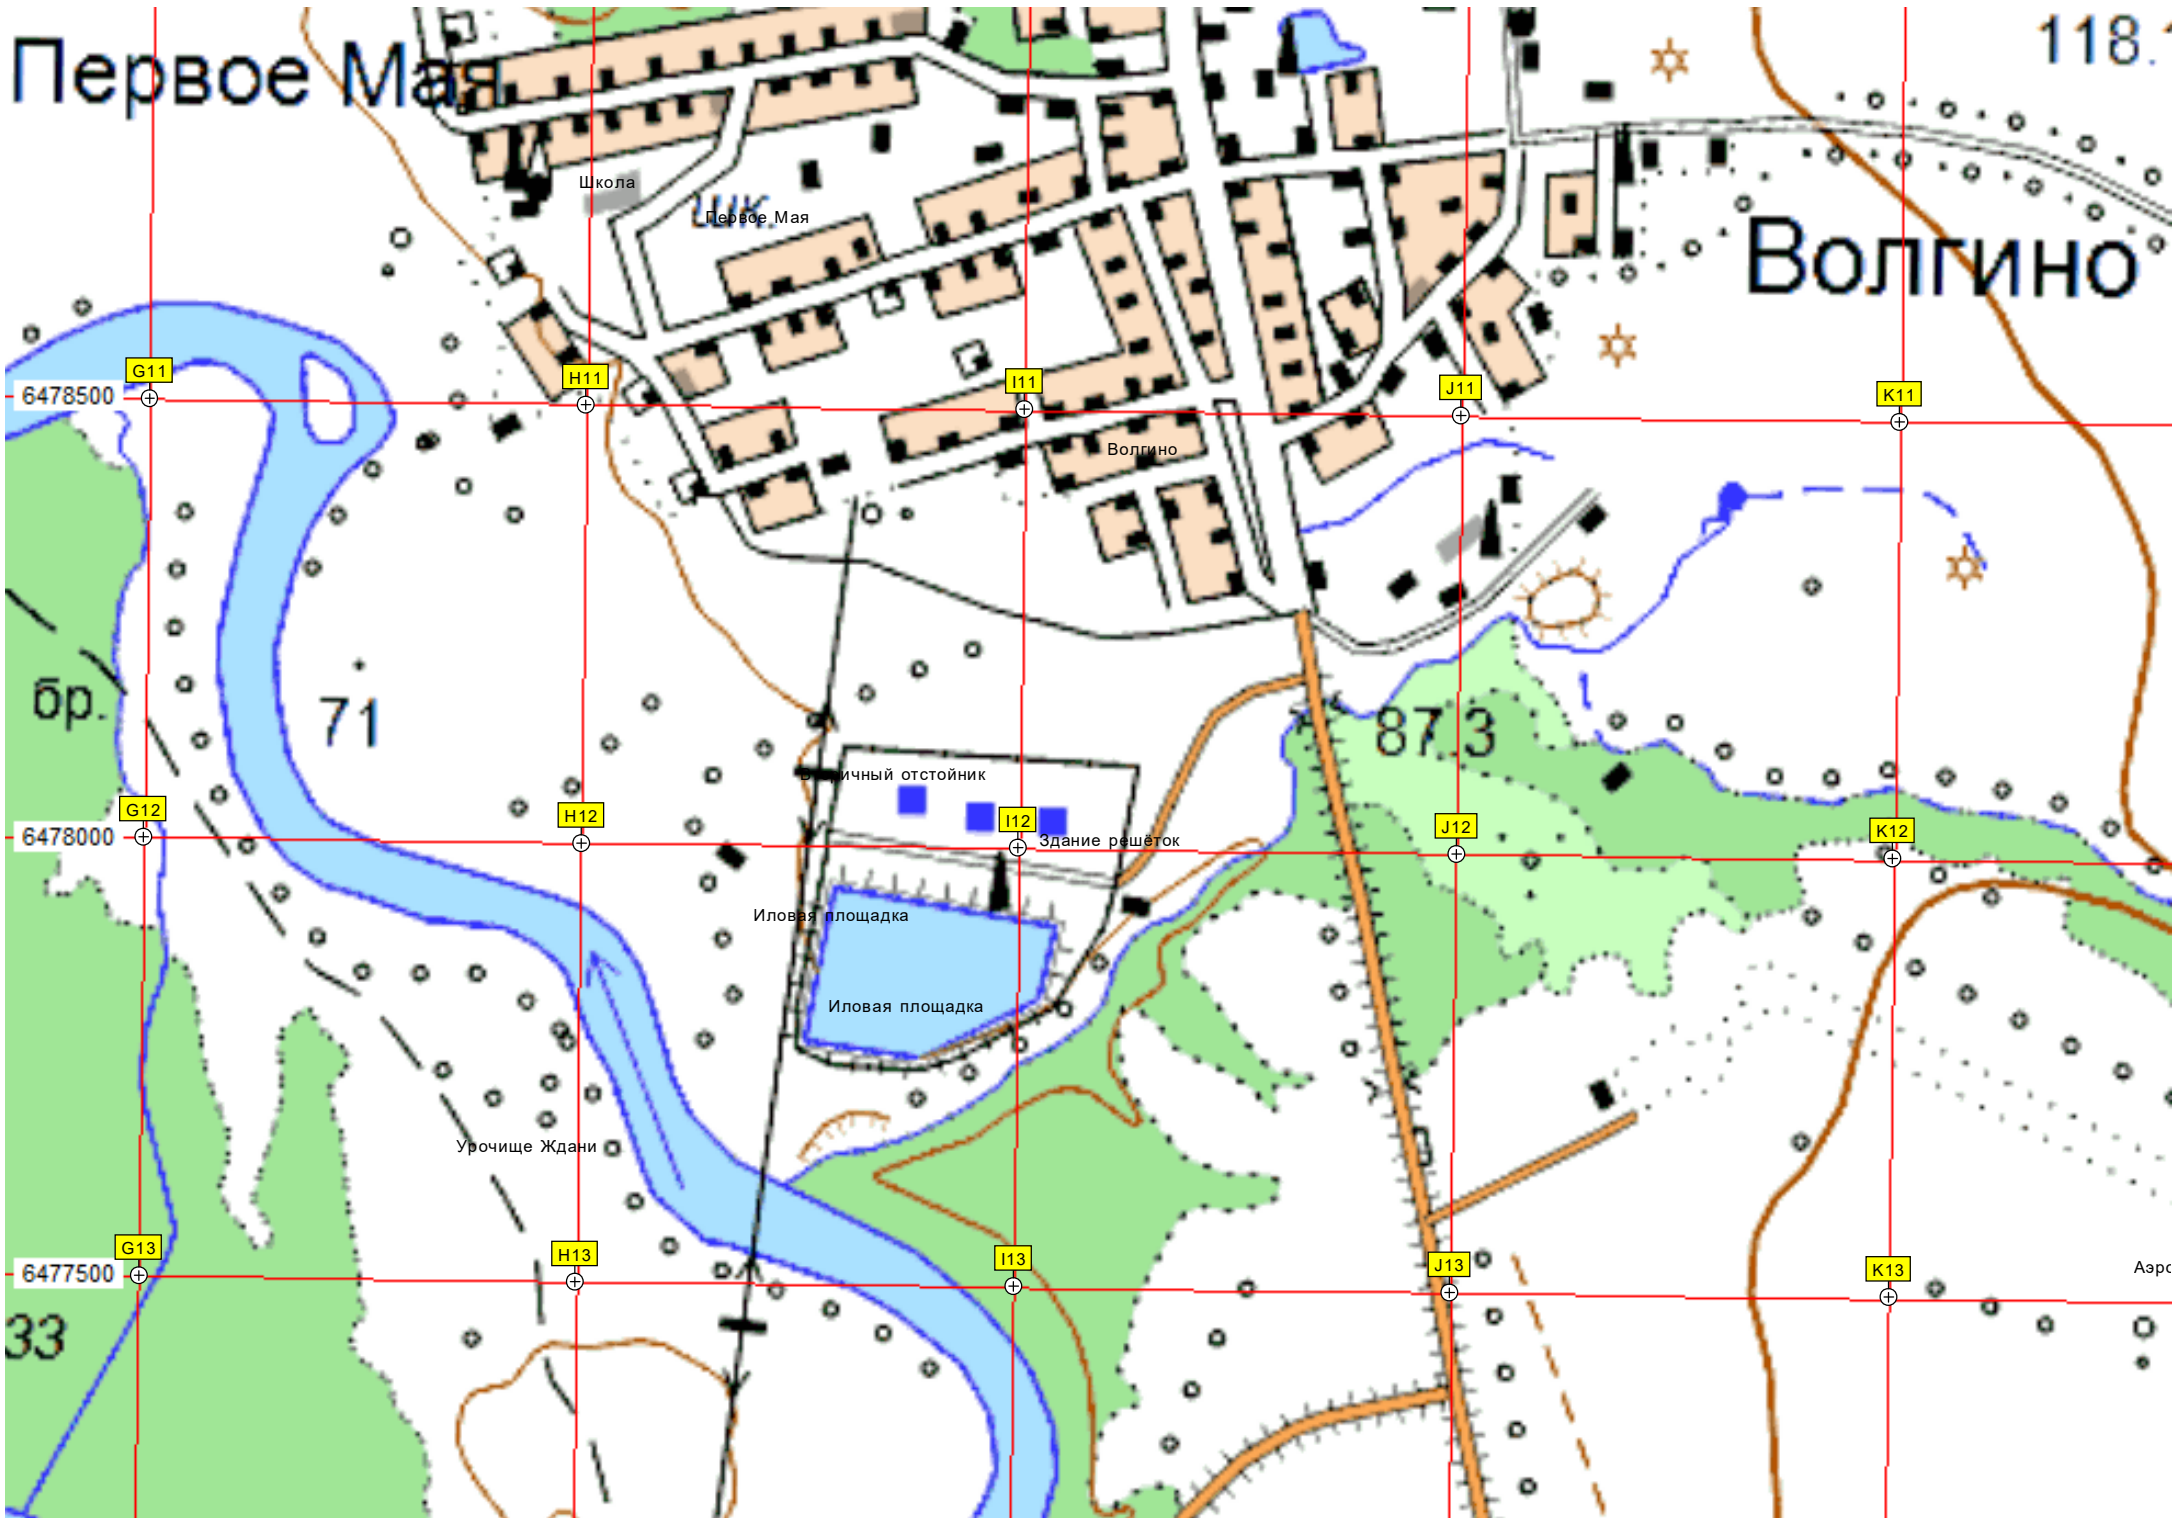 Первое Мая
118.
Школа
шк.
Первое Мая
Волгино
G11
H11
I11
J11
K11
6478500
Волгино
бр.
71
87.3
Вторичный отстойник
G12
H12
I12
J12
K12
6478000
Здание решёток
Иловая площадка
Иловая площадка
Урочище Ждани
G13
H13
I13
J13
K13
Аэро
6477500
33